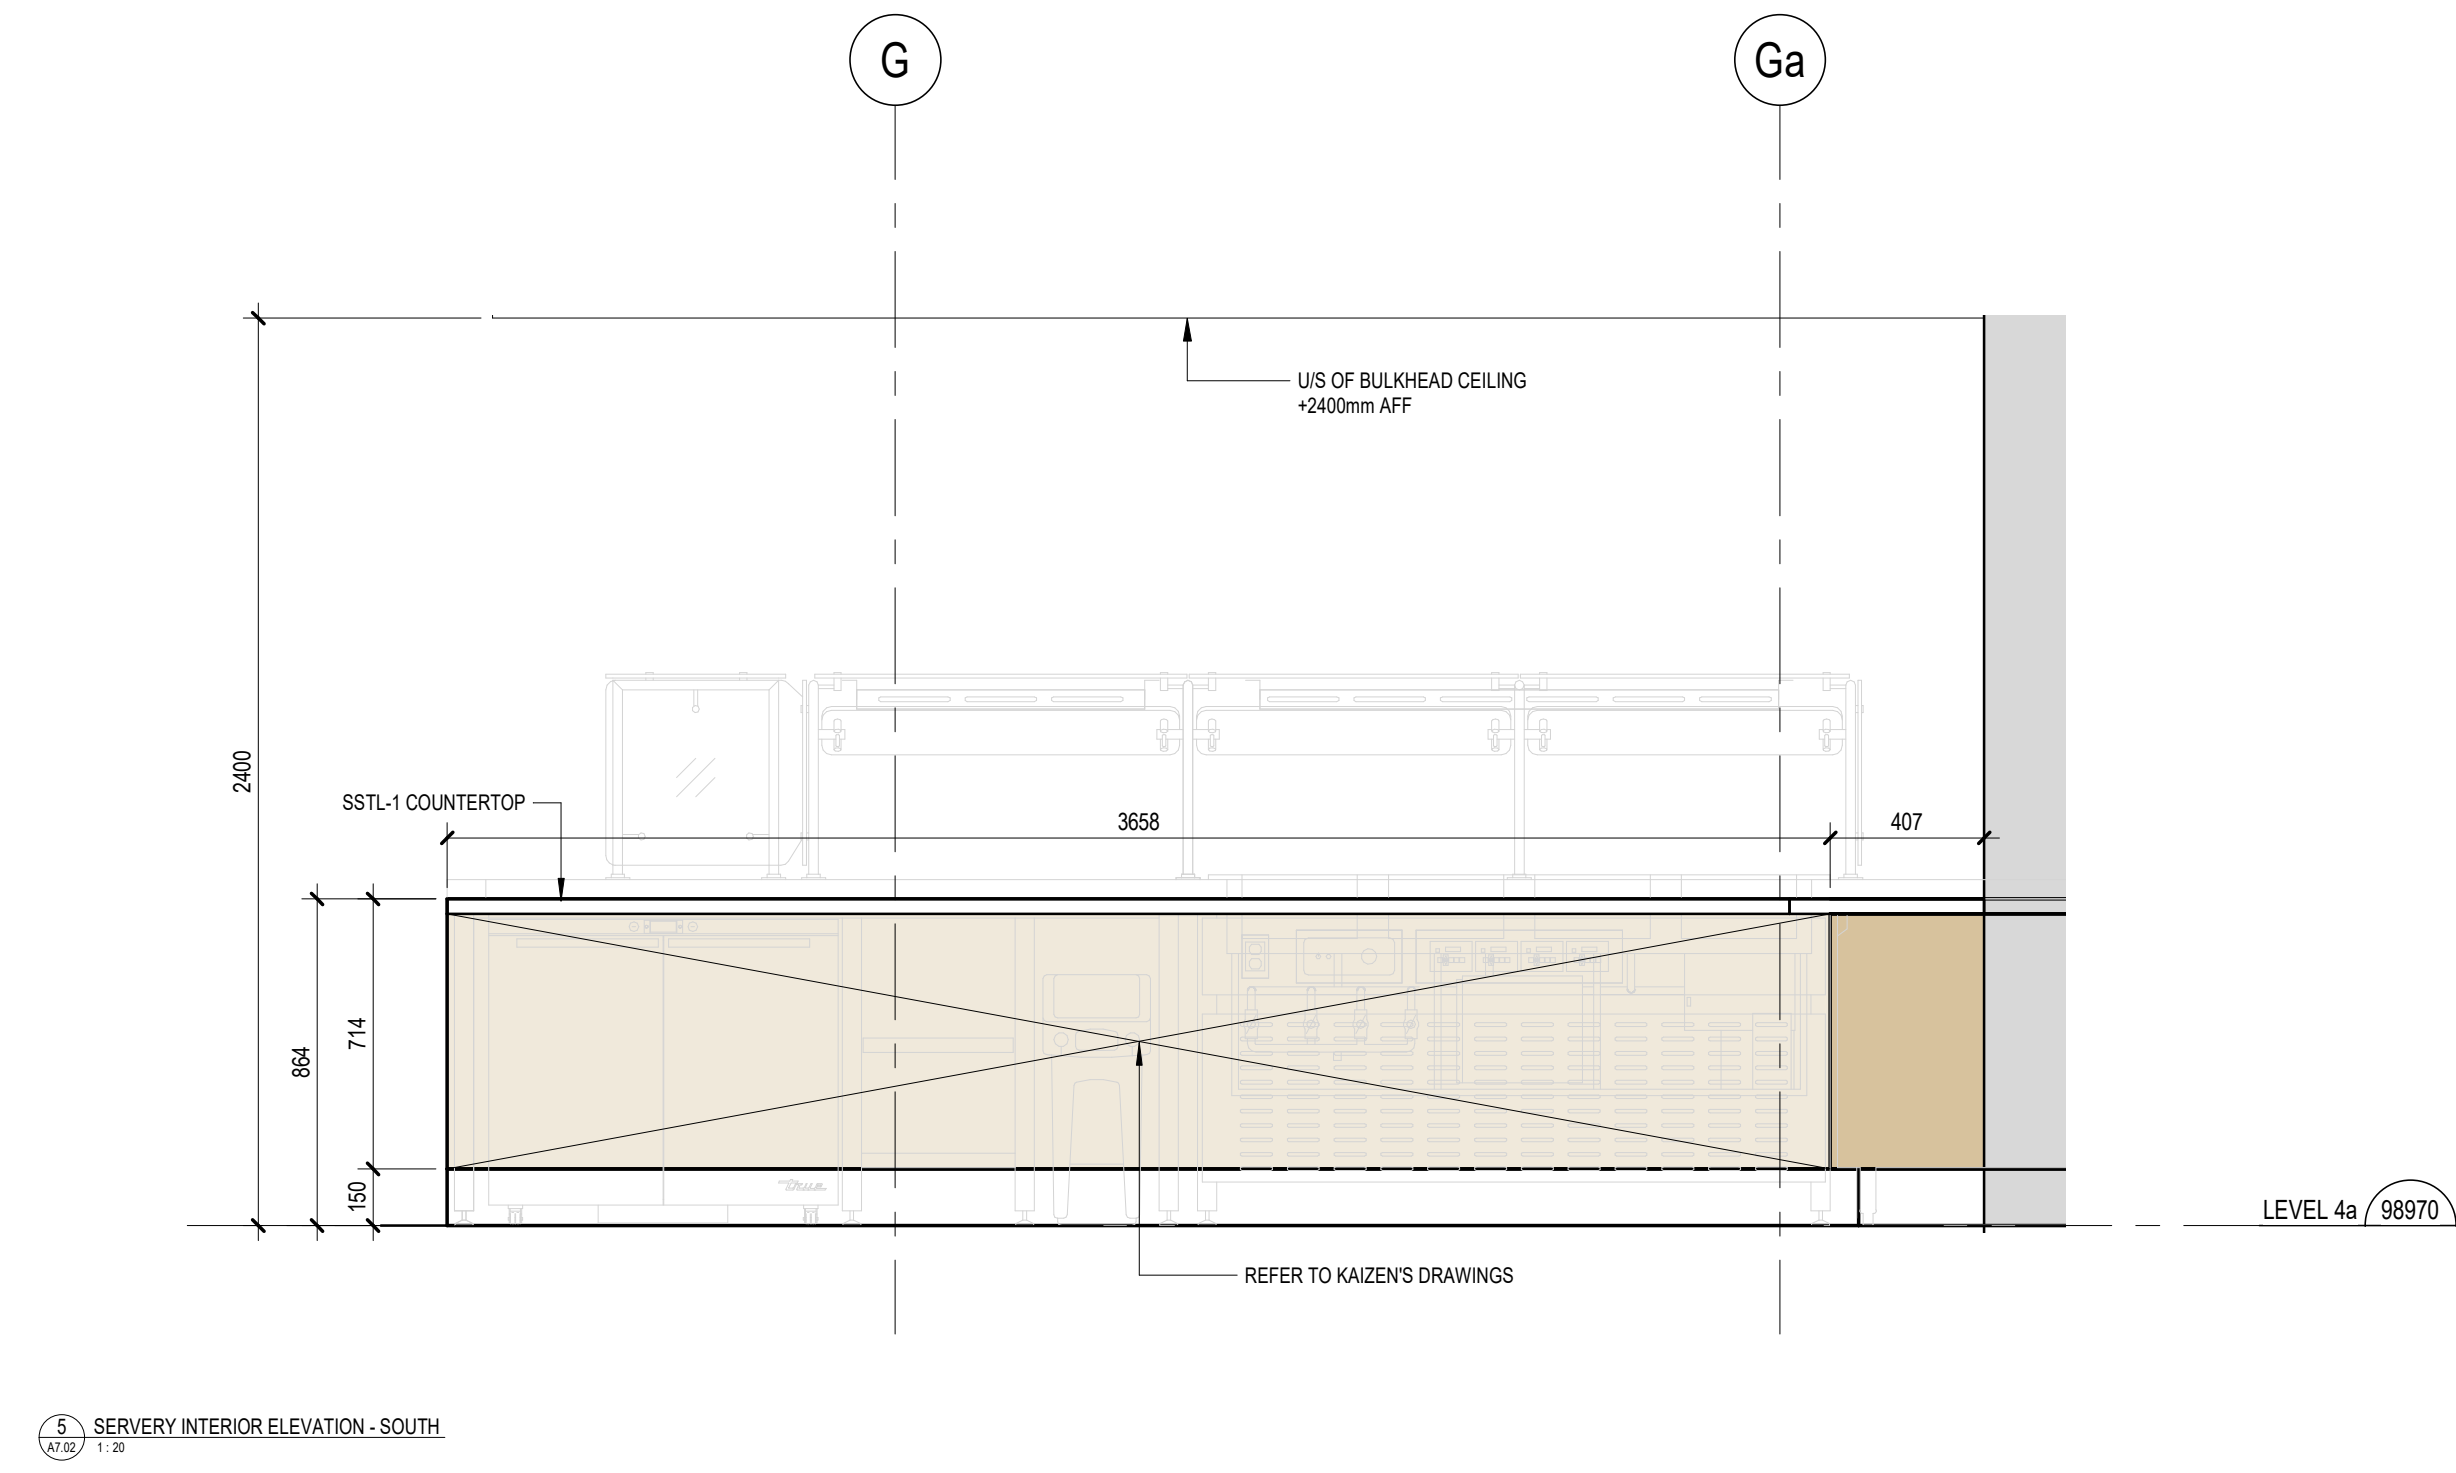 G
Ga
U/S OF BULKHEAD CEILING
+2400mm AFF
2400
SSTL-1 COUNTERTOP
3658
407
864
714
150
True
LEVEL 4a
98970
REFER TO KAIZEN'S DRAWINGS
5
SERVERY INTERIOR ELEVATION - SOUTH
A7.02
1 : 20